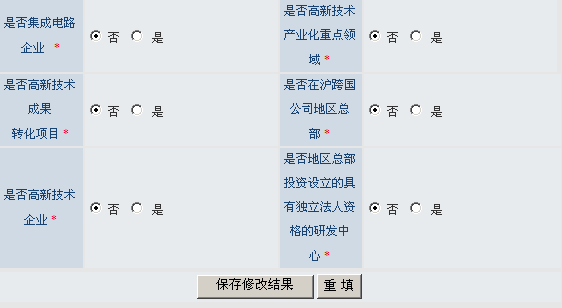 是否集成电路
企业 *
否 是
是否高新技术
产业化重点领
域 *
否 是
是否高新技术
成果
转化项目 *
否 是
是否在沪跨国
公司地区总
部 *
否 是
是否高新技术
企业 *
否 是
是否地区总部
投资设立的具
有独立法人资
格的研发中
心 *
否 是
保存修改结果 重 填